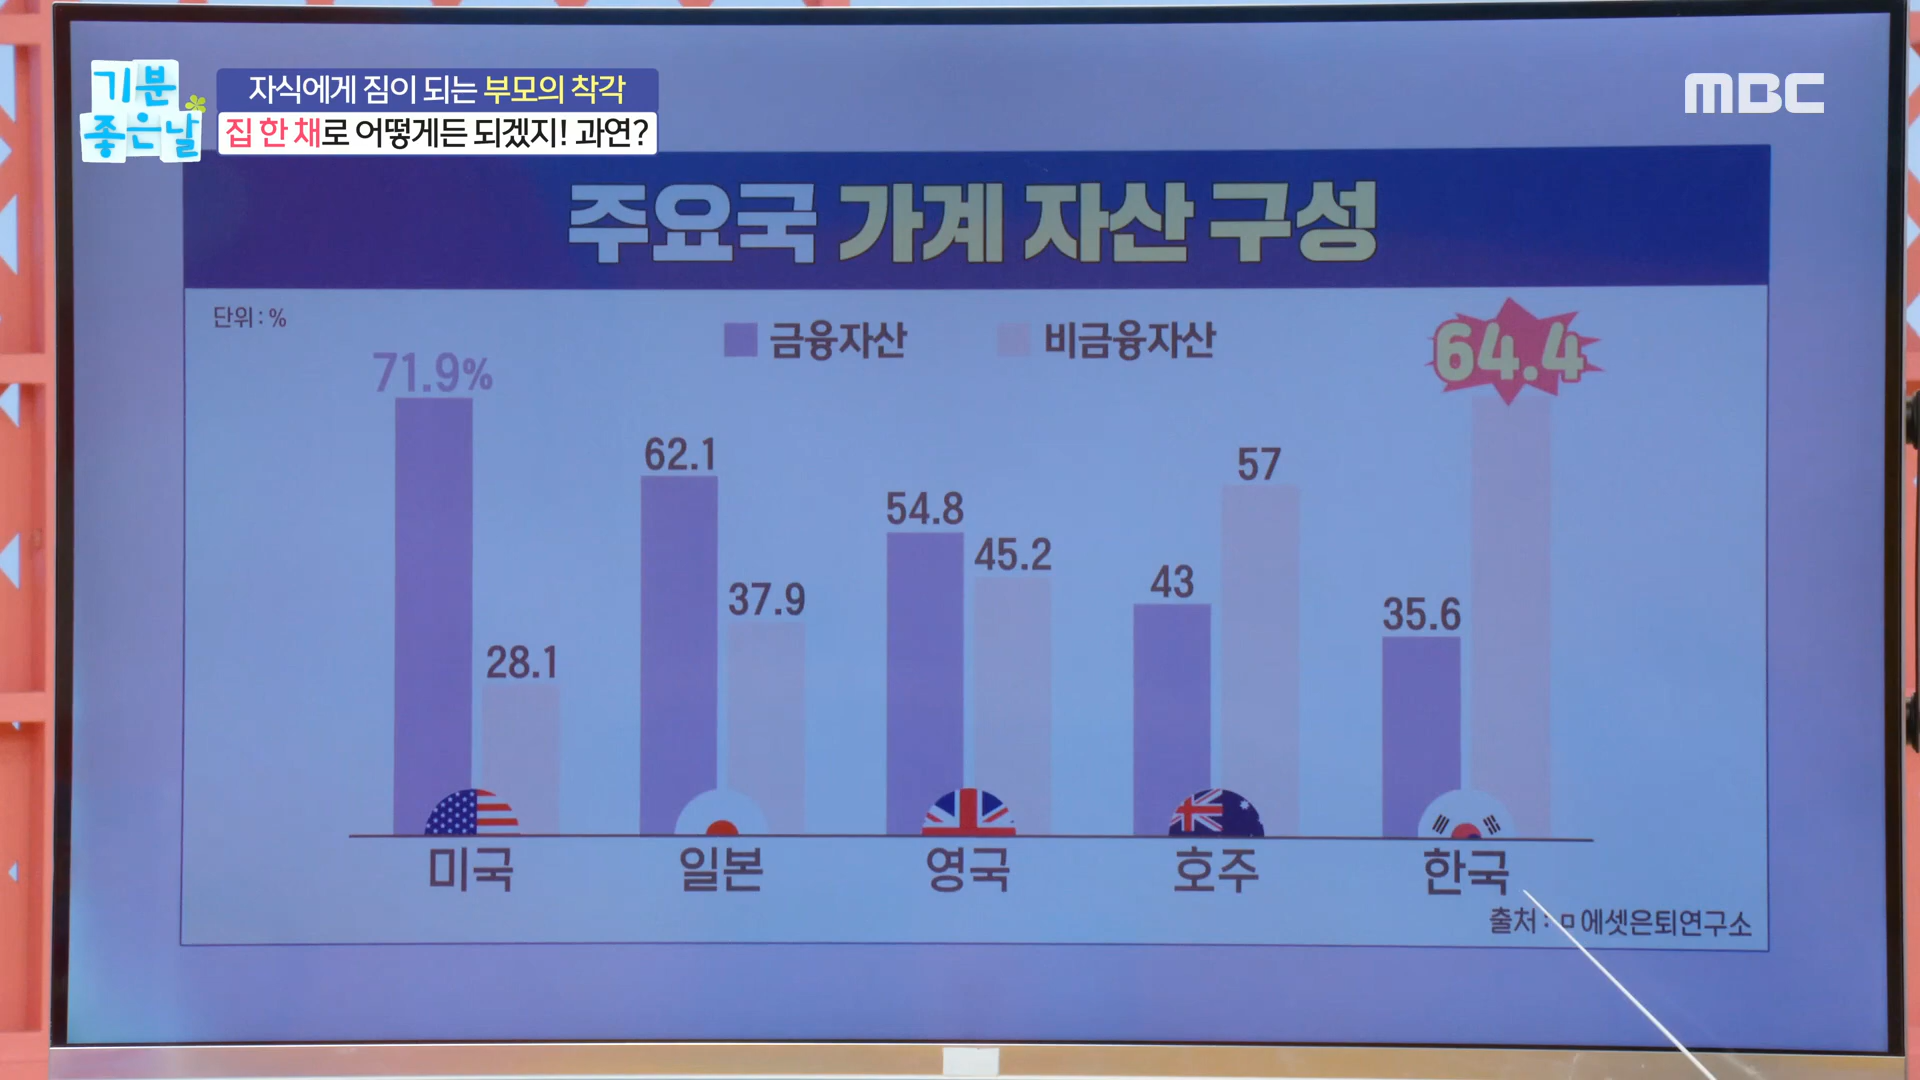 기분
좋은날
자식에게 짐이 되는 부모의 착각
집 한 채로 어떻게든 되겠지! 과연?
MBC
주요국 가계 자산 구성
단위 : %
금융자산
비금융자산
71.9%
28.1
62.1
37.9
54.8
45.2
43
57
35.6
64.4
미국
일본
영국
호주
한국
출처 : ㅁ에셋은퇴연구소